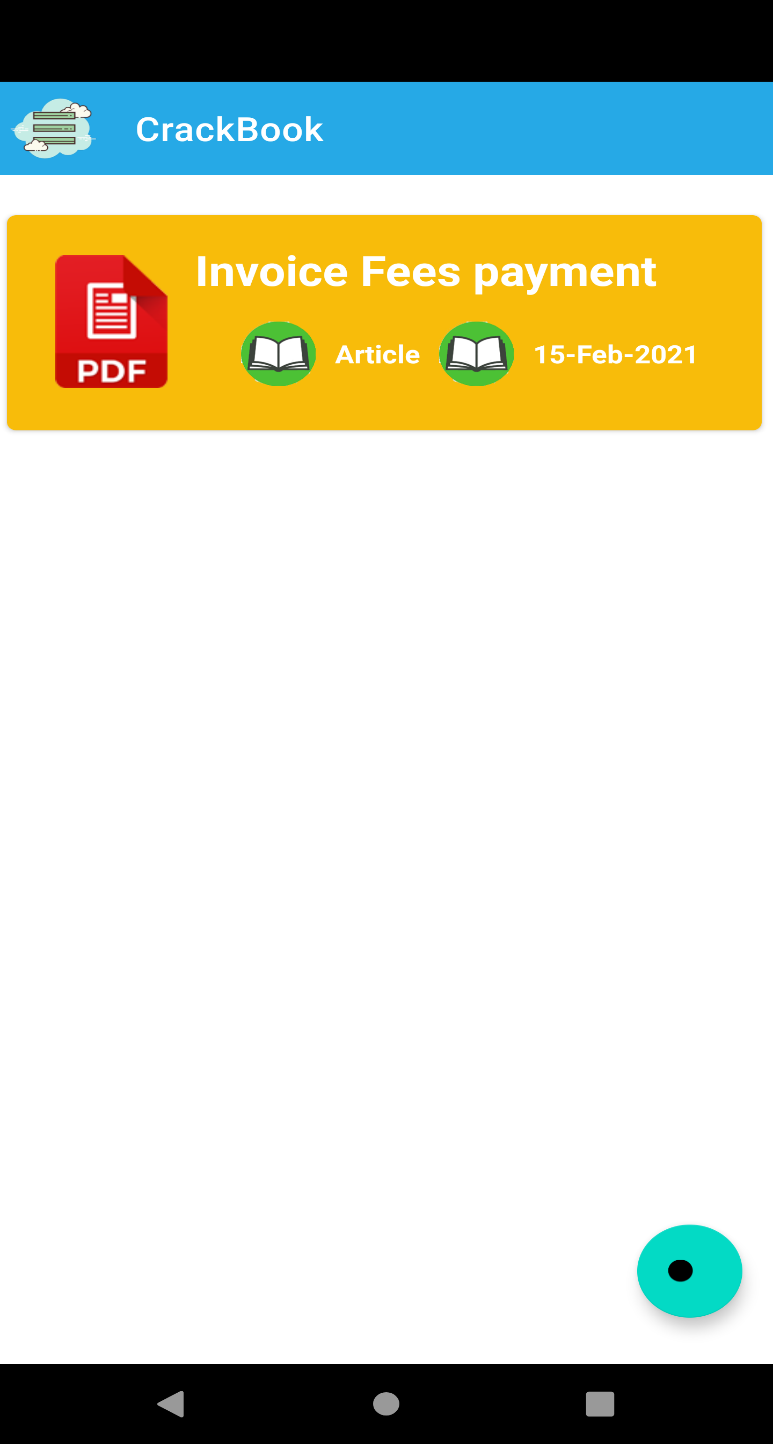 CrackBook
Invoice Fees payment
PDF
Article 15-Feb-2021